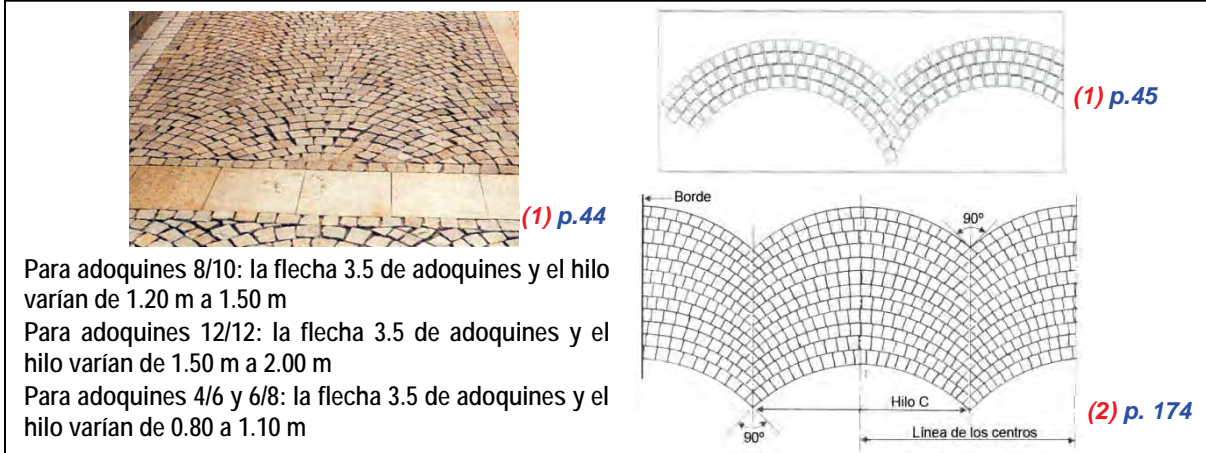 (1) p.44
Para adoquines 8/10: la flecha 3.5 de adoquines y el hilo
varían de 1.20 m a 1.50 m
Para adoquines 12/12: la flecha 3.5 de adoquines y el
hilo varían de 1.50 m a 2.00 m
Para adoquines 4/6 y 6/8: la flecha 3.5 de adoquines y el
hilo varían de 0.80 a 1.10 m
(1) p.45
Borde
90º
Hilo C
90º
Línea de los centros
(2) p. 174